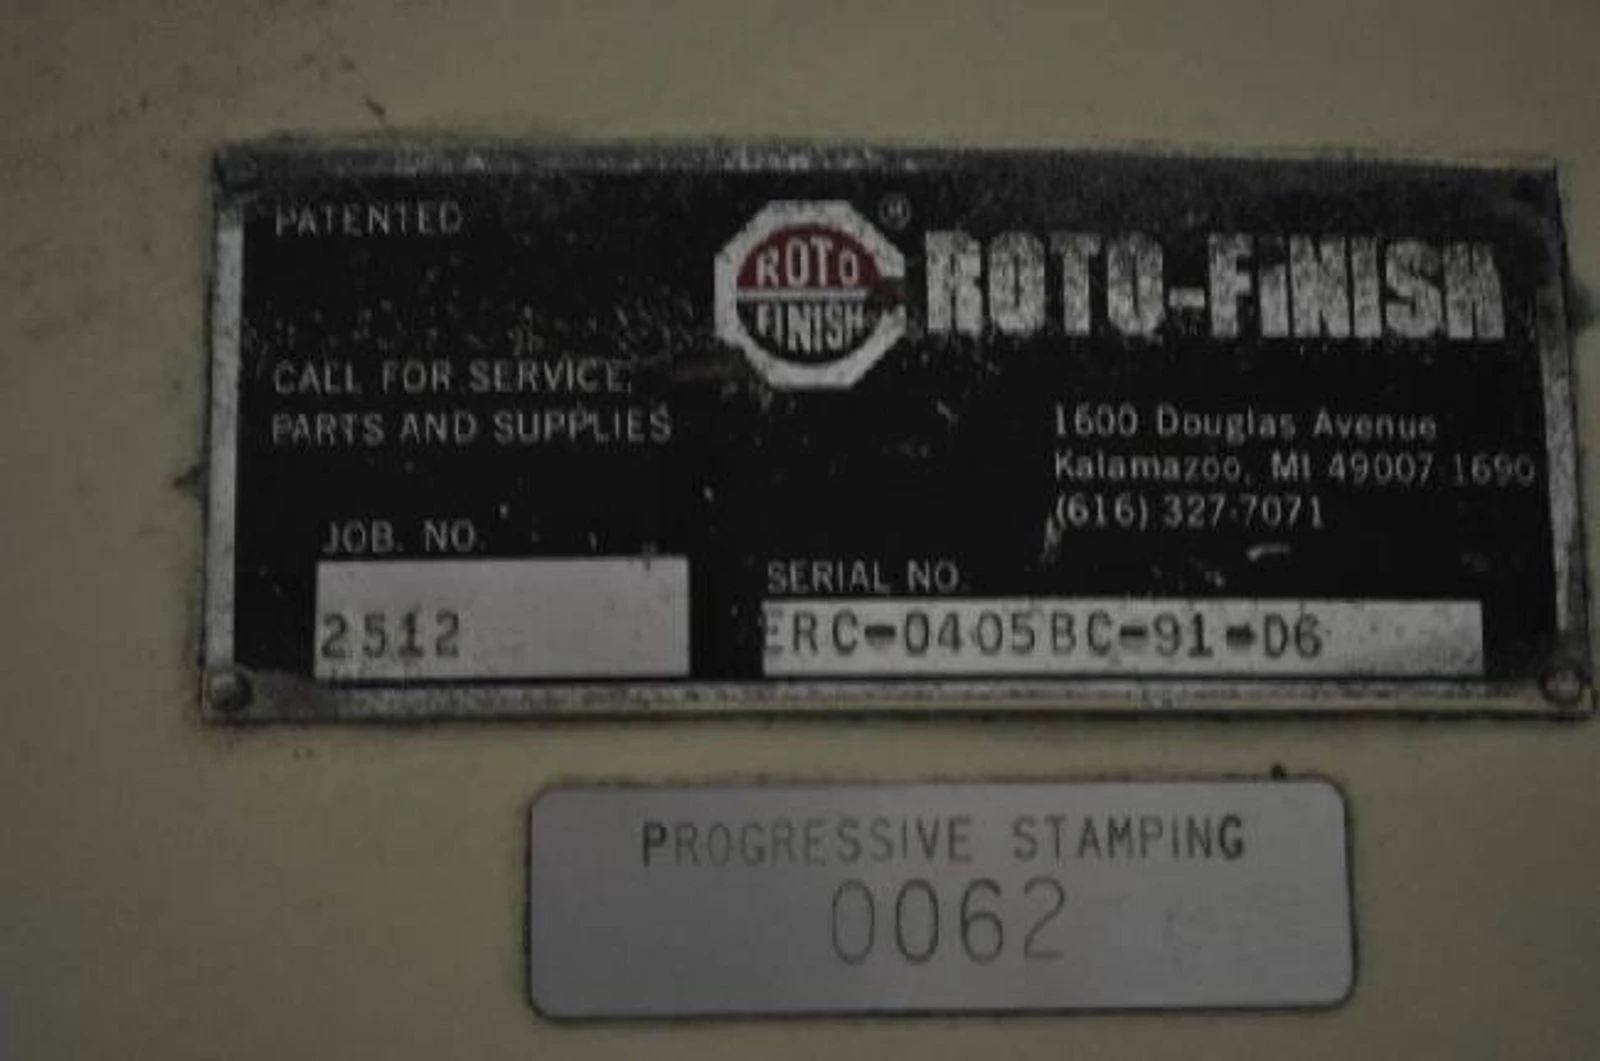 PATENTED
ROTO
FINISH
®
ROTO-FiNISH
CALL FOR SERVICE,
PARTS AND SUPPLIES
1600 Douglas Avenue
Kalamazoo, MI 49007-1690
(616) 327-7071
JOB. NO.
2512
SERIAL NO.
ERC-0405BC-91-D6
PROGRESSIVE STAMPING
0062